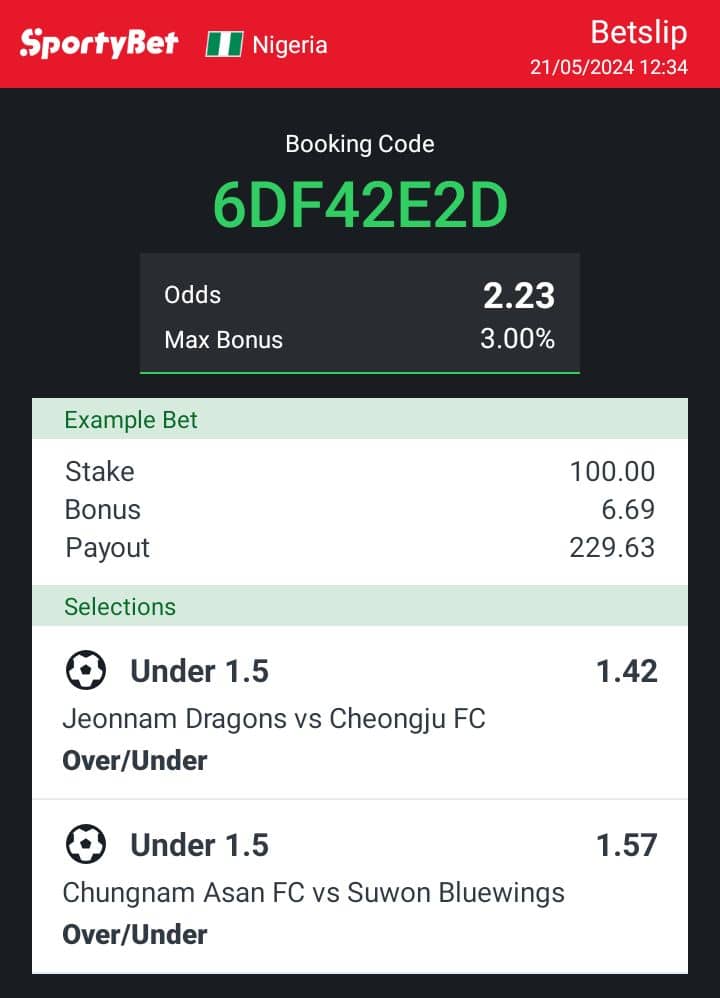 SportyBet Nigeria Betslip
21/05/2024 12:34
Booking Code
6DF42E2D
Odds 2.23
Max Bonus 3.00%
Example Bet
Stake 100.00
Bonus 6.69
Payout 229.63
Selections
Under 1.5 1.42
Jeonnam Dragons vs Cheongju FC
Over/Under
Under 1.5 1.57
Chungnam Asan FC vs Suwon Bluewings
Over/Under